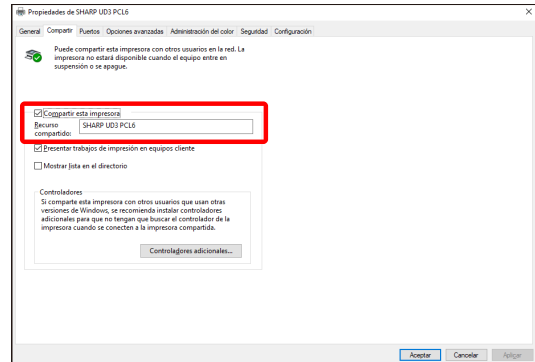 Propiedades de SHARP UD3 PCL6
General Compartir Puertos Opciones avanzadas Administración del color Seguridad Configuración
Puede compartir esta impresora con otros usuarios en la red. La
impresora no estará disponible cuando el equipo entre en
suspensión o se apague.
Compartir esta impresora
Recurso
compartido:
SHARP UD3 PCL6
Presentar trabajos de impresión en equipos cliente
Mostrar lista en el directorio
Controladores
Si comparte esta impresora con otros usuarios que usan otras
versiones de Windows, se recomienda instalar controladores
adicionales para que no tengan que buscar el controlador de la
impresora cuando se conecten a la impresora compartida.
Controladores adicionales...
Aceptar Cancelar Aplicar